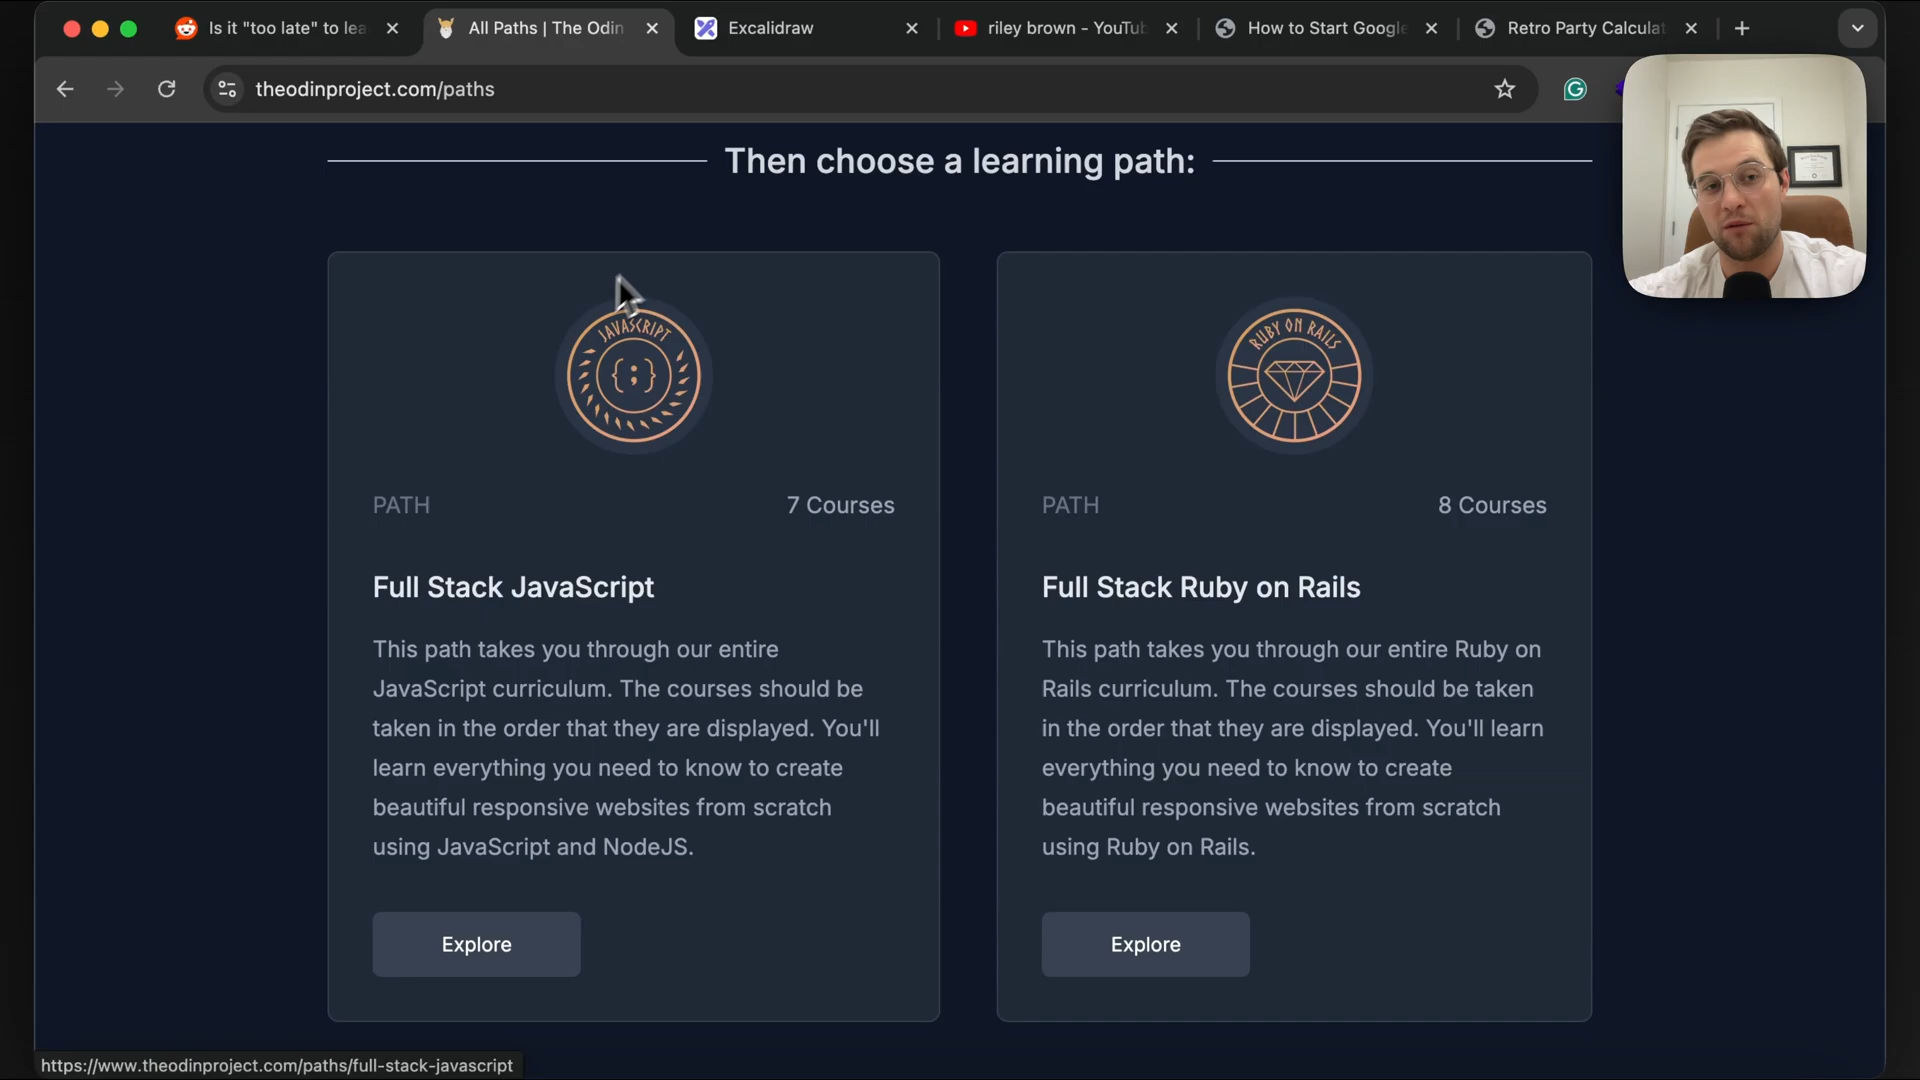 Is it "too late" to lea
All Paths | The Odin
Excalidraw
riley brown - YouTub
How to Start Google
Retro Party Calculat
theodinproject.com/paths
Then choose a learning path:
JAVASCRIPT
{;}
RUBY ON RAILS
PATH
7 Courses
PATH
8 Courses
Full Stack JavaScript
This path takes you through our entire
JavaScript curriculum. The courses should be
taken in the order that they are displayed. You'll
learn everything you need to know to create
beautiful responsive websites from scratch
using JavaScript and NodeJS.
Explore
Full Stack Ruby on Rails
This path takes you through our entire Ruby on
Rails curriculum. The courses should be taken
in the order that they are displayed. You'll learn
everything you need to know to create
beautiful responsive websites from scratch
using Ruby on Rails.
Explore
https://www.theodinproject.com/paths/full-stack-javascript